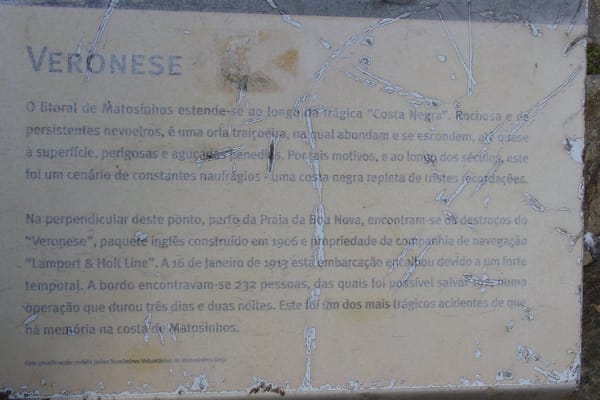 VERONESE
O litoral de Matosinhos estende-se ao longo da trágica "Costa Negra". Rochosa e de
persistentes nevoeiros, é uma orla traiçoeira, na qual abundam e se escondem, até quase
à superfície, perigosas e aguçadas penedias. Por tais motivos, e ao longo dos séculos, este
foi um cenário de constantes naufrágios - uma costa negra repleta de tristes recordações.
Na perpendicular deste ponto, perto da Praia da Boa Nova, encontram-se os destroços do
"Veronese", paquete inglês construído em 1906 e propriedade da companhia de navegação
"Lamport & Holt Line". A 16 de Janeiro de 1913 esta embarcação encalhou devido a um forte
temporal. A bordo encontravam-se 232 pessoas, das quais foi possível salvar numa
operação que durou três dias e duas noites. Este foi um dos mais trágicos acidentes de que
há memória na costa de Matosinhos.